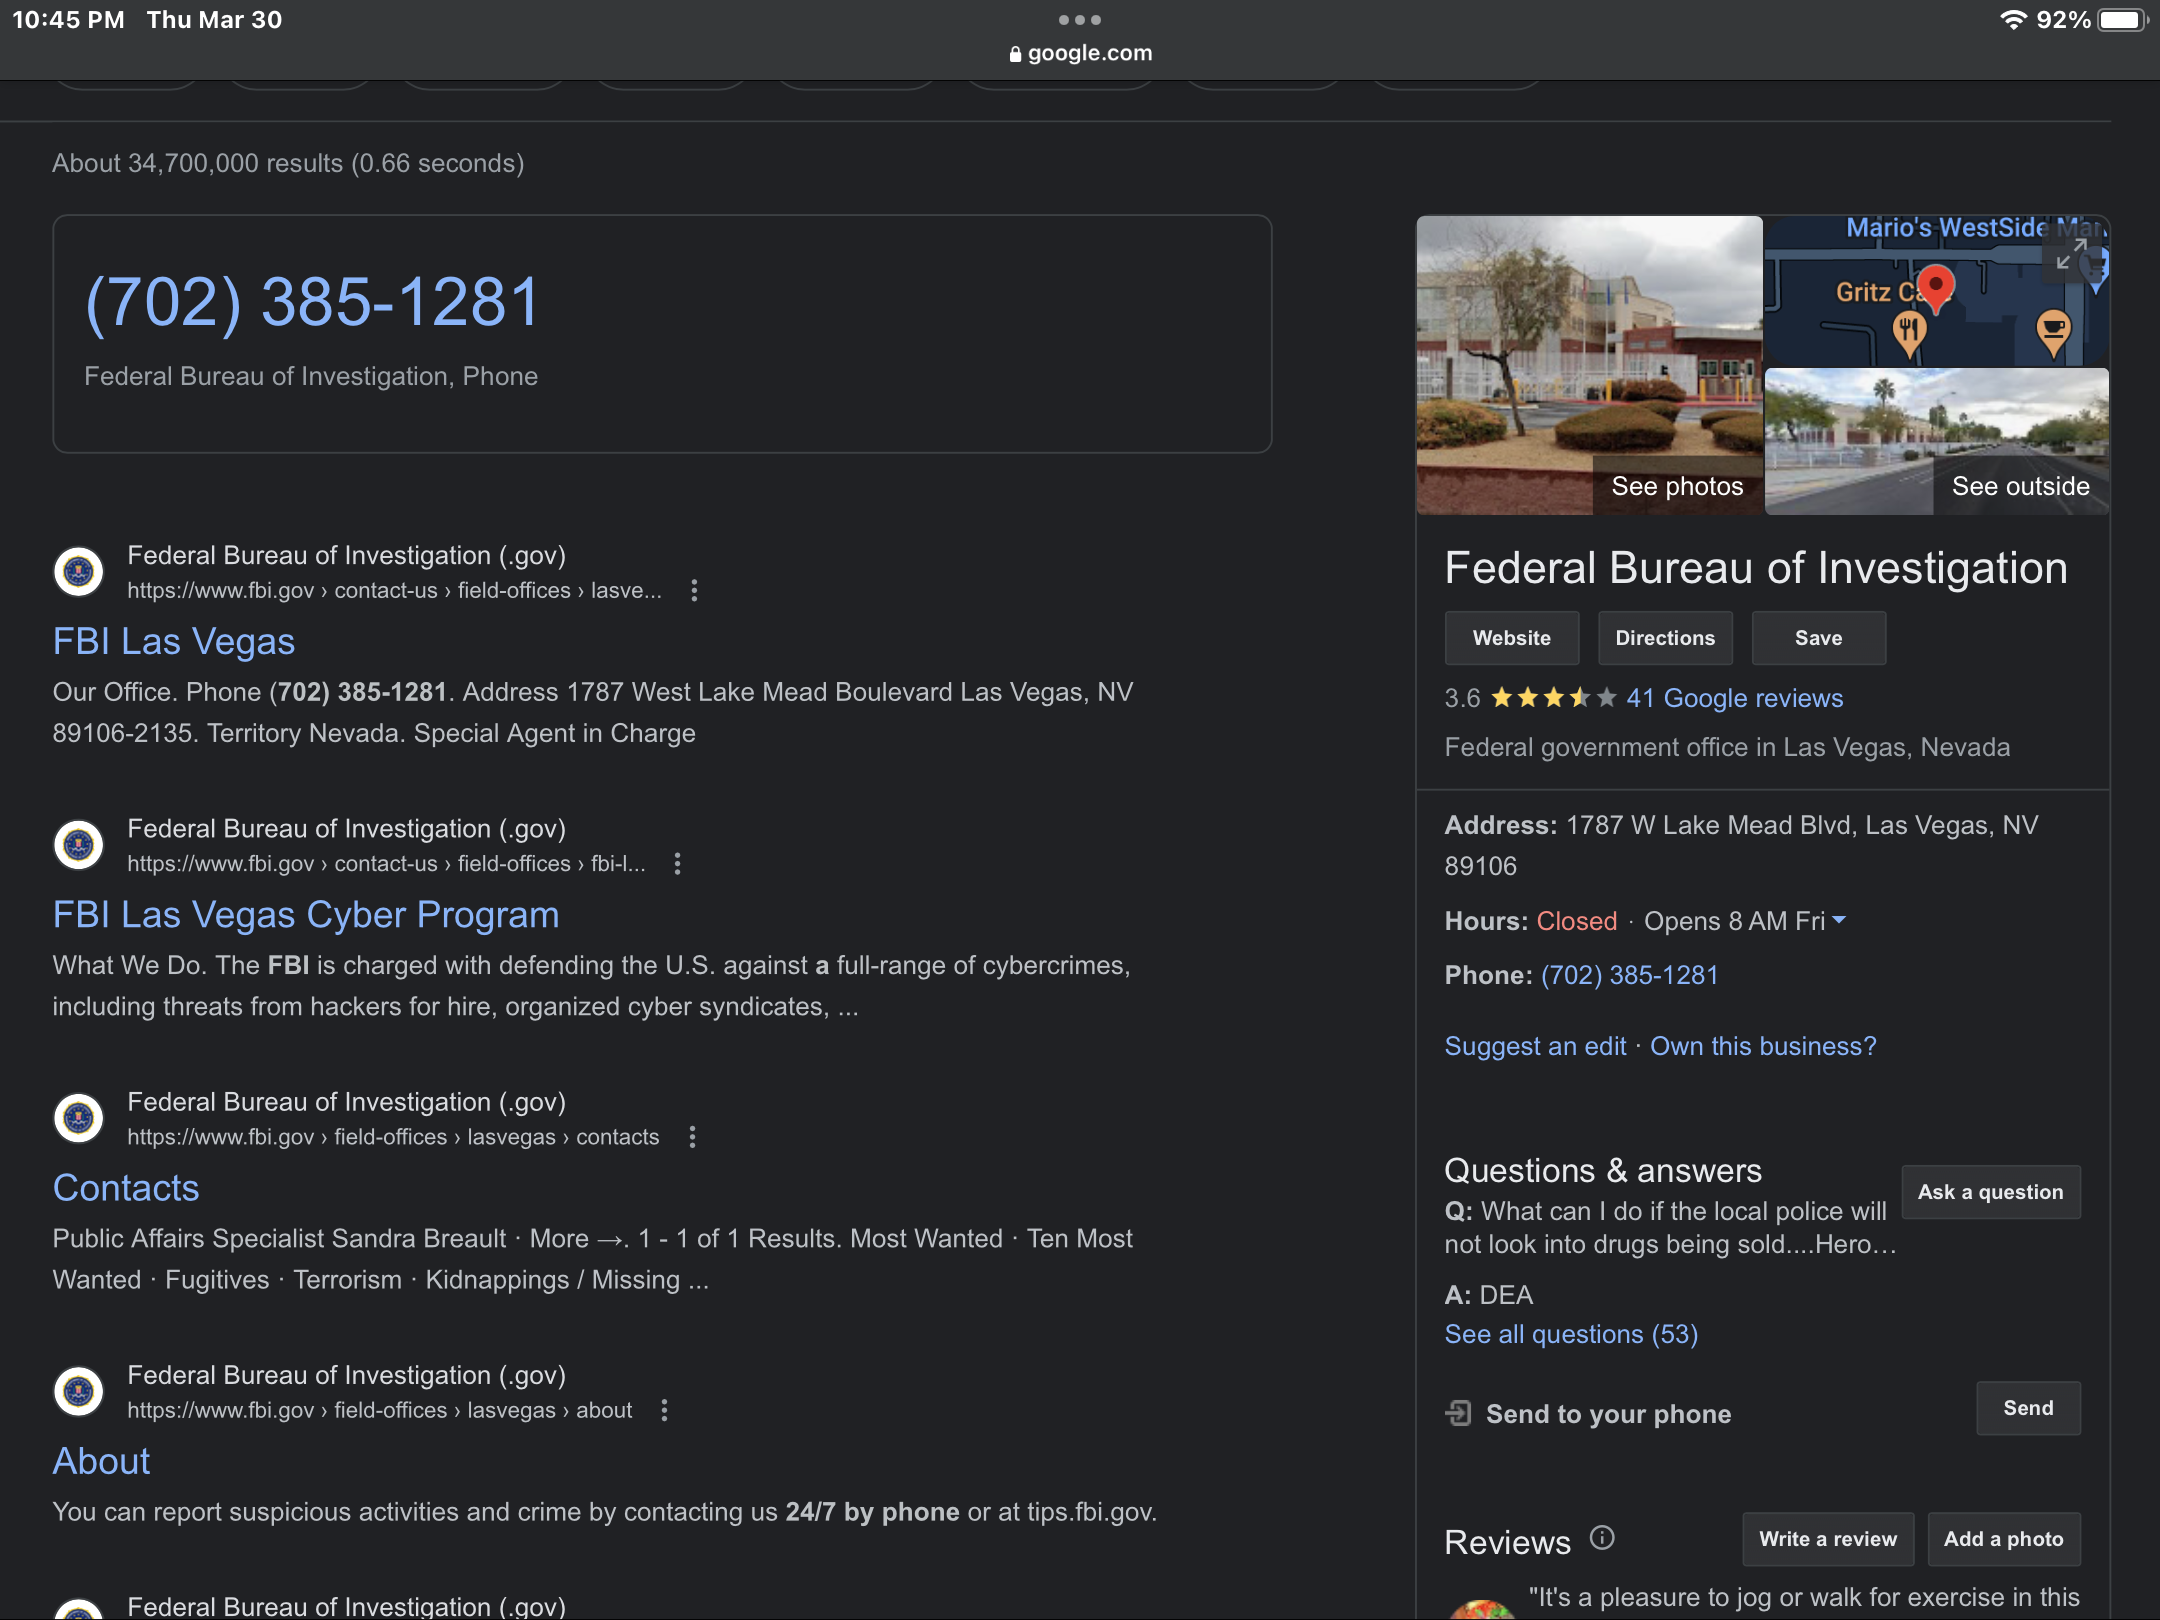 10:45 PM Thu Mar 30
92%
google.com
About 34,700,000 results (0.66 seconds)
(702) 385-1281
Federal Bureau of Investigation, Phone
Federal Bureau of Investigation (.gov)
https://www.fbi.gov › contact-us › field-offices › lasve...
FBI Las Vegas
Our Office. Phone (702) 385-1281. Address 1787 West Lake Mead Boulevard Las Vegas, NV
89106-2135. Territory Nevada. Special Agent in Charge
Federal Bureau of Investigation (.gov)
https://www.fbi.gov › contact-us › field-offices › fbi-l...
FBI Las Vegas Cyber Program
What We Do. The FBI is charged with defending the U.S. against a full-range of cybercrimes,
including threats from hackers for hire, organized cyber syndicates, ...
Federal Bureau of Investigation (.gov)
https://www.fbi.gov › field-offices › lasvegas › contacts
Contacts
Public Affairs Specialist Sandra Breault · More →. 1 - 1 of 1 Results. Most Wanted · Ten Most
Wanted · Fugitives · Terrorism · Kidnappings / Missing ...
Federal Bureau of Investigation (.gov)
https://www.fbi.gov › field-offices › lasvegas › about
About
You can report suspicious activities and crime by contacting us 24/7 by phone or at tips.fbi.gov.
Federal Bureau of Investigation (.gov)
Mario's WestSide
Gritz
See photos
See outside
Federal Bureau of Investigation
Website Directions Save
3.6 41 Google reviews
Federal government office in Las Vegas, Nevada
Address: 1787 W Lake Mead Blvd, Las Vegas, NV
89106
Hours: Closed · Opens 8 AM Fri
Phone: (702) 385-1281
Suggest an edit · Own this business?
Questions & answers
Ask a question
Q: What can I do if the local police will
not look into drugs being sold....Hero...
A: DEA
See all questions (53)
Send to your phone
Send
Reviews
Write a review Add a photo
"It's a pleasure to jog or walk for exercise in this